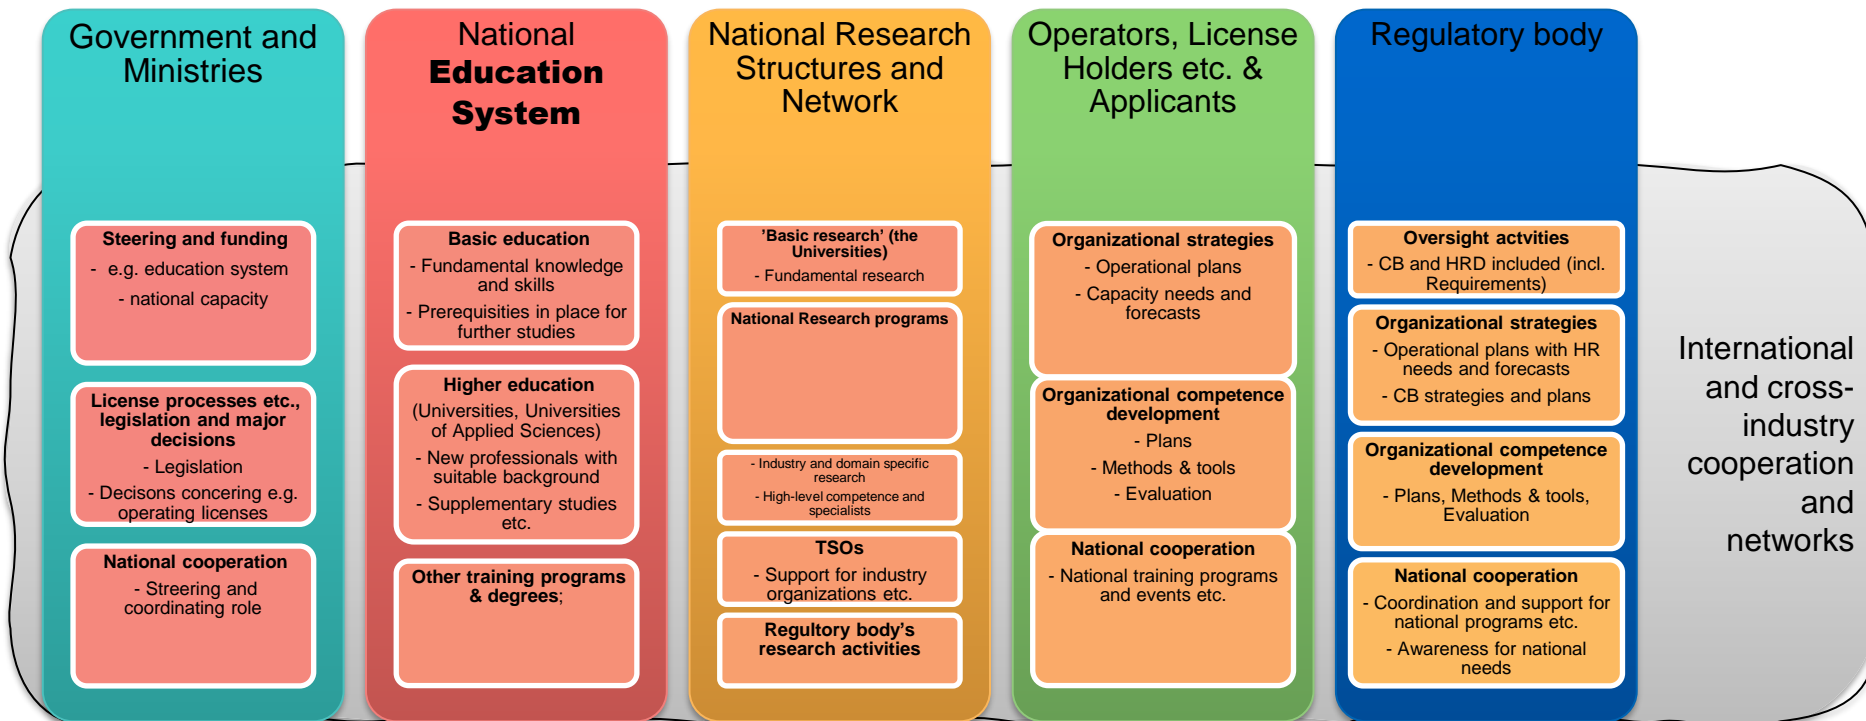 Government and
Ministries
Steering and funding
- e.g. education system
- national capacity
License processes etc.,
legislation and major
decisions
- Legislation
- Decisons concering e.g.
operating licenses
National cooperation
- Streering and
coordinating role
National
Education
System
Basic education
- Fundamental knowledge
and skills
- Prerequisities in place for
further studies
Higher education
(Universities, Universities
of Applied Sciences)
- New professionals with
suitable background
- Supplementary studies
etc.
Other training programs
& degrees;
National Research
Structures and
Network
’Basic research’ (the
Universities)
- Fundamental research
National Research programs
- Industry and domain specific
research
- High-level competence and
specialists
TSOs
- Support for industry
organizations etc.
Regultory body’s
research activities
Operators, License
Holders etc. &
Applicants
Organizational strategies
- Operational plans
- Capacity needs and
forecasts
Organizational competence
development
- Plans
- Methods & tools
- Evaluation
National cooperation
- National training programs
and events etc.
Regulatory body
Oversight actvities
- CB and HRD included (incl.
Requirements)
Organizational strategies
- Operational plans with HR
needs and forecasts
- CB strategies and plans
Organizational competence
development
- Plans, Methods & tools,
Evaluation
National cooperation
- Coordination and support for
national programs etc.
- Awareness for national
needs
International
and cross-
industry
cooperation
and
networks